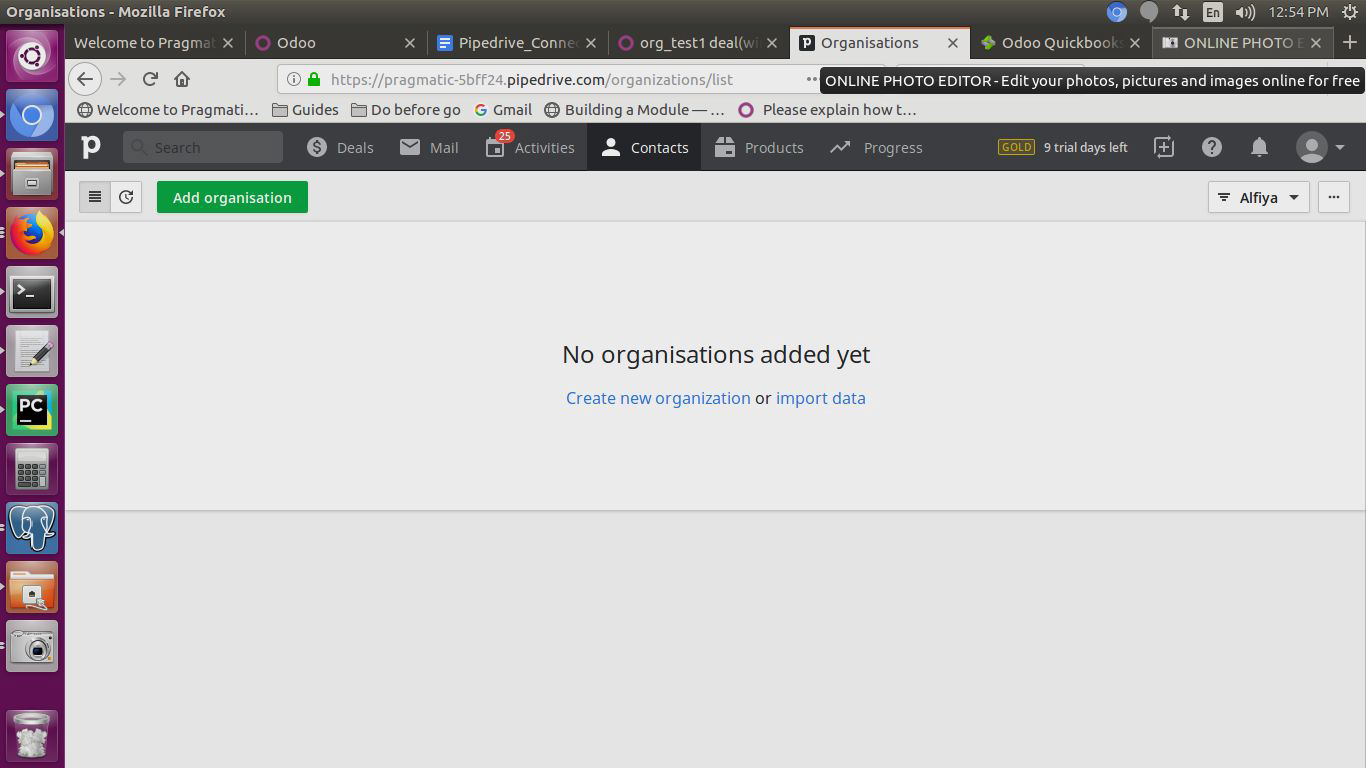 Organisations - Mozilla Firefox
En
12:54 PM
Welcome to Pragmat
Odoo
Pipedrive_Conne
org_test1 deal(wi
Organisations
Odoo Quickbook
ONLINE PHOTO E
https://pragmatic-5bff24.pipedrive.com/organizations/list
ONLINE PHOTO EDITOR - Edit your photos, pictures and images online for free
Welcome to Pragmati…
Guides
Do before go
Gmail
Building a Module — …
Please explain how t…
Search
Deals
Mail
25
Activities
Contacts
Products
Progress
GOLD
9 trial days left
Add organisation
Alfiya
No organisations added yet
Create new organization or import data
PC